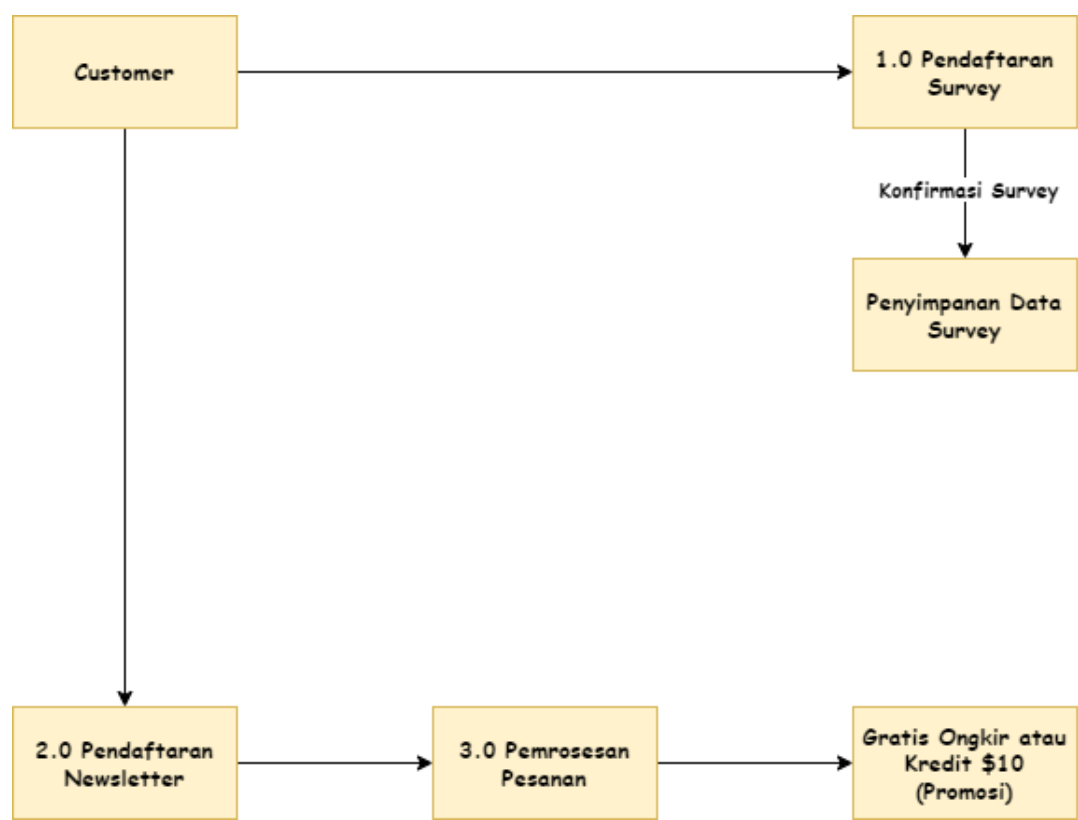 Customer
1.0 Pendaftaran
Survey
Konfirmasi Survey
Penyimpanan Data
Survey
2.0 Pendaftaran
Newsletter
3.0 Pemrosesan
Pesanan
Gratis Ongkir atau
Kredit $10
(Promosi)